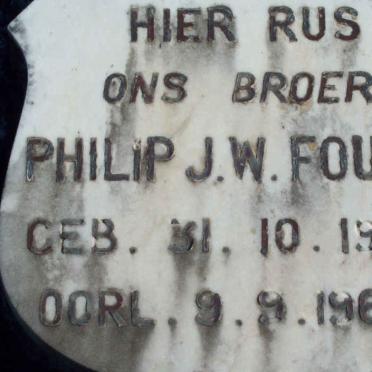 HIER RUS
ONS BROER
PHILIP J.W. FOU
GEB. 31. 10. 19
OORL. 9.9.196